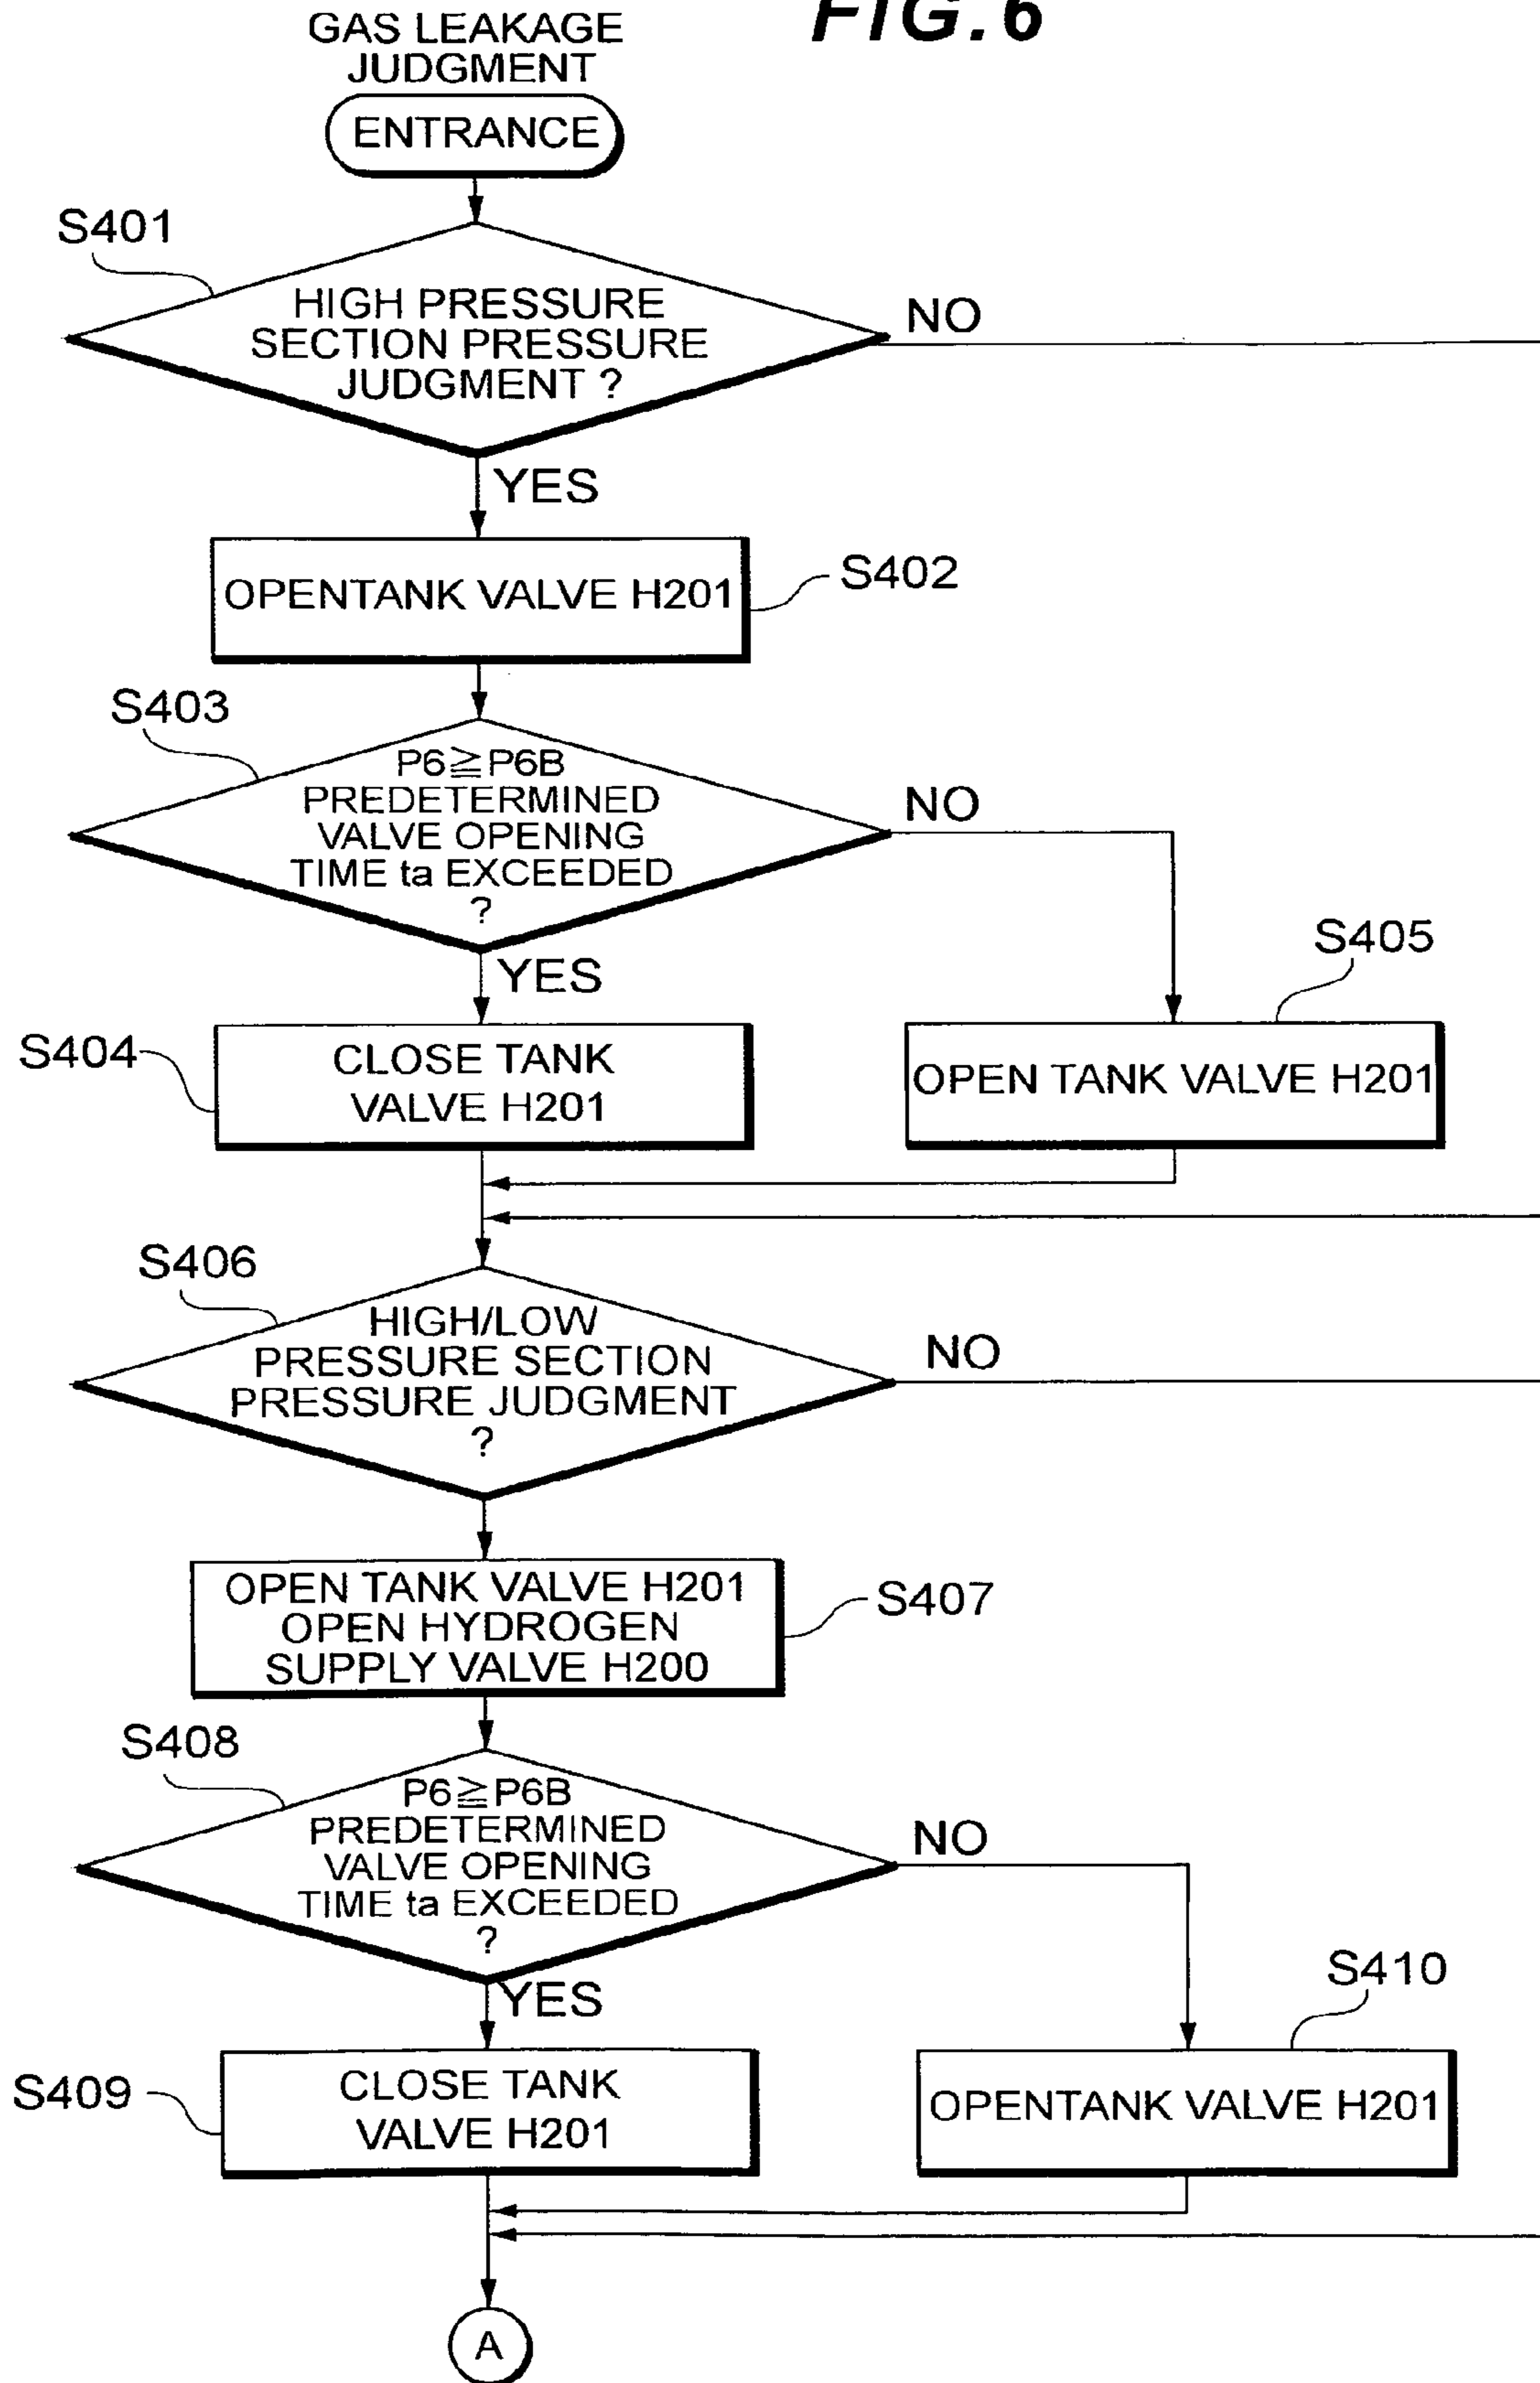 FIG.6
GAS LEAKAGE
JUDGMENT
ENTRANCE
S401
HIGH PRESSURE
SECTION PRESSURE
JUDGMENT ?
NO
YES
OPENTANK VALVE H201
S402
S403
P6≧P6B
PREDETERMINED
VALVE OPENING
TIME ta EXCEEDED
?
NO
YES
S405
S404
CLOSE TANK
VALVE H201
OPEN TANK VALVE H201
S406
HIGH/LOW
PRESSURE SECTION
PRESSURE JUDGMENT
?
NO
OPEN TANK VALVE H201
OPEN HYDROGEN
SUPPLY VALVE H200
S407
S408
P6≧P6B
PREDETERMINED
VALVE OPENING
TIME ta EXCEEDED
?
NO
YES
S410
S409
CLOSE TANK
VALVE H201
OPENTANK VALVE H201
A